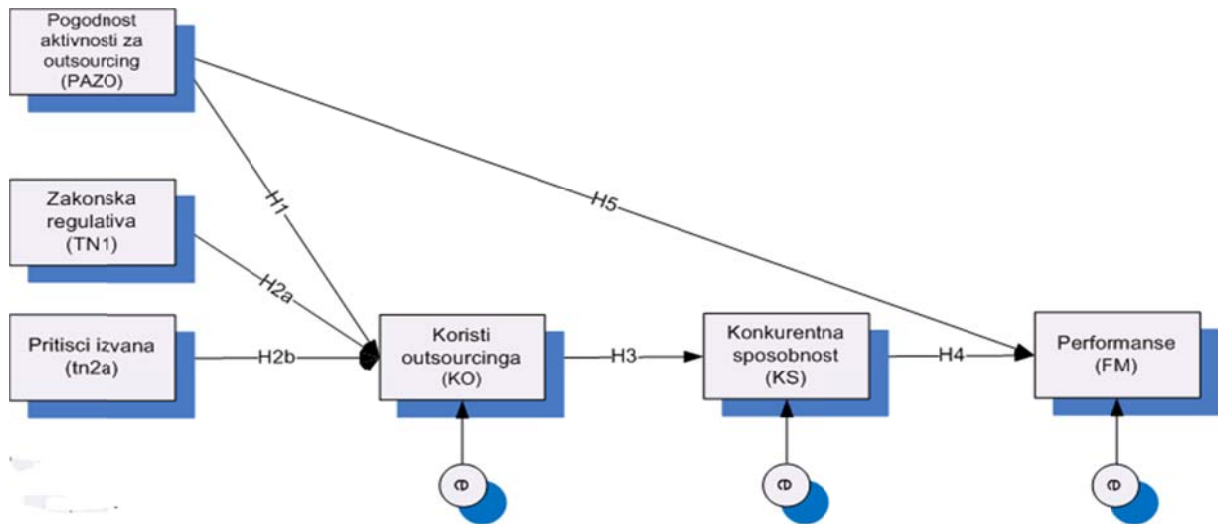 Pogodnost
aktivnosti za
outsourcing
(PAZO)
H1
H5
Zakonska
regulativa
(TN1)
H2a
Pritisci izvana
(tn2a)
H2b
Koristi
outsourcinga
(KO)
H3
Konkurentna
sposobnost
(KS)
H4
Performanse
(FM)
e
e
e